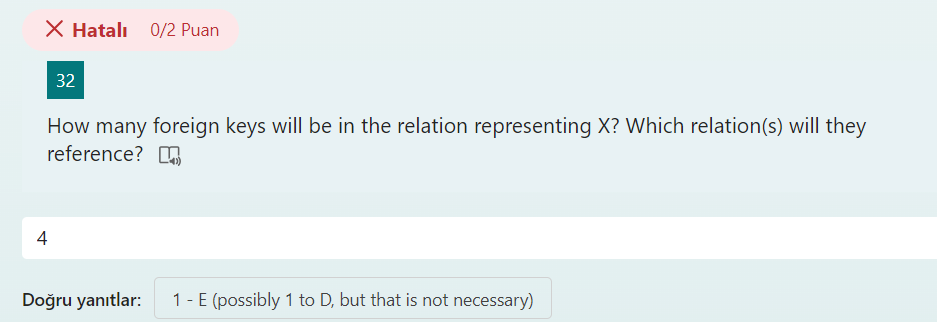 Hatalı 0/2 Puan
32
How many foreign keys will be in the relation representing X? Which relation(s) will they
reference?
4
Doğru yanıtlar: 1 - E (possibly 1 to D, but that is not necessary)